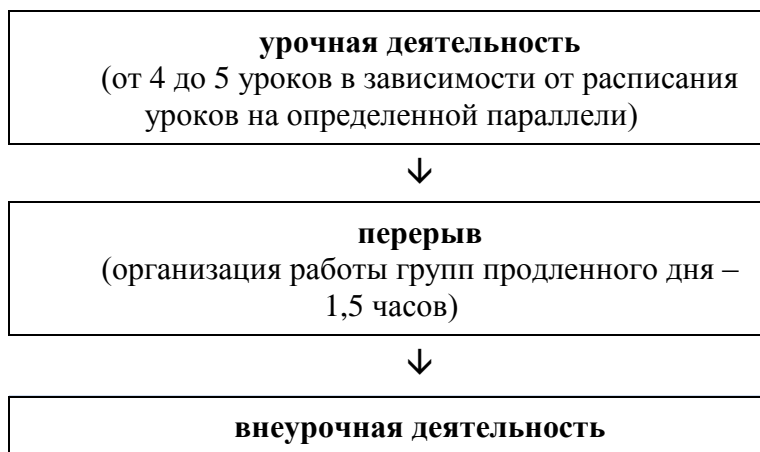 урочная деятельность
(от 4 до 5 уроков в зависимости от расписания
уроков на определенной параллели)
↓
перерыв
(организация работы групп продленного дня –
1,5 часов)
↓
внеурочная деятельность